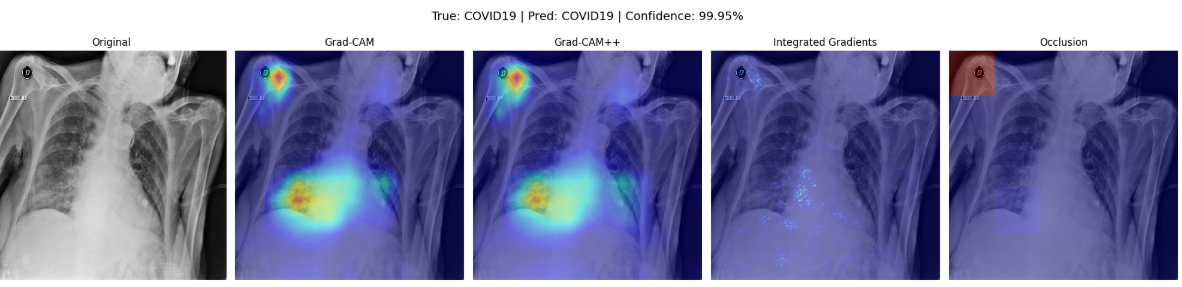 True: COVID19 | Pred: COVID19 | Confidence: 99.95%
Original
Grad-CAM
Grad-CAM++
Integrated Gradients
Occlusion
D
D
D
D
D